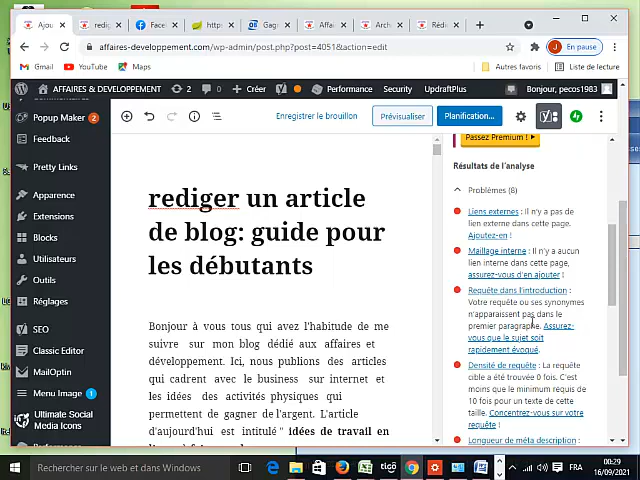 Ajou
redig
Face
https
Gagn
Affai
Arch
Rédi
affaires-developpement.com/wp-admin/post.php?post=4051&action=edit
J
En pause
Gmail
YouTube
Maps
Autres favoris
Liste de lecture
AFFAIRES & DEVELOPPEMENT
2
0
Créer
Performance
Security
UpdraftPlus
Bonjour, pecos1983
Popup Maker 2
Feedback
Pretty Links
Apparence
Extensions
Blocks
Utilisateurs
Outils
Réglages
SEO
Classic Editor
MailOptin
Menu Image 1
Ultimate Social
Media Icons
Enregistrer le brouillon
Prévisualiser
Planification...
rediger un article
de blog: guide pour
les débutants
Bonjour à vous tous qui avez l'habitude de me
suivre sur mon blog dédié aux affaires et
développement. Ici, nous publions des articles
qui cadrent avec le business sur internet et
les idées des activités physiques qui
permettent de gagner de l'argent. L'article
d'aujourd'hui est intitulé " idées de travail en
Passez Premium !
Résultats de l'analyse
Problèmes (8)
Liens externes : Il n'y a pas de
lien externe dans cette page.
Ajoutez-en !
Maillage interne : Il n'y a aucun
lien interne dans cette page,
assurez-vous d'en ajouter !
Requête dans l'introduction :
Votre requête ou ses synonymes
n'apparaissent pas dans le
premier paragraphe. Assurez-
vous que le sujet soit
rapidement évoqué.
Densité de requête : La requête
cible a été trouvée 0 fois. C'est
moins que le minimum requis de
10 fois pour un texte de cette
taille. Concentrez-vous sur votre
requête !
Longueur de méta description :
Rechercher sur le web et dans Windows
tigo
FRA
00:29
16/09/2021